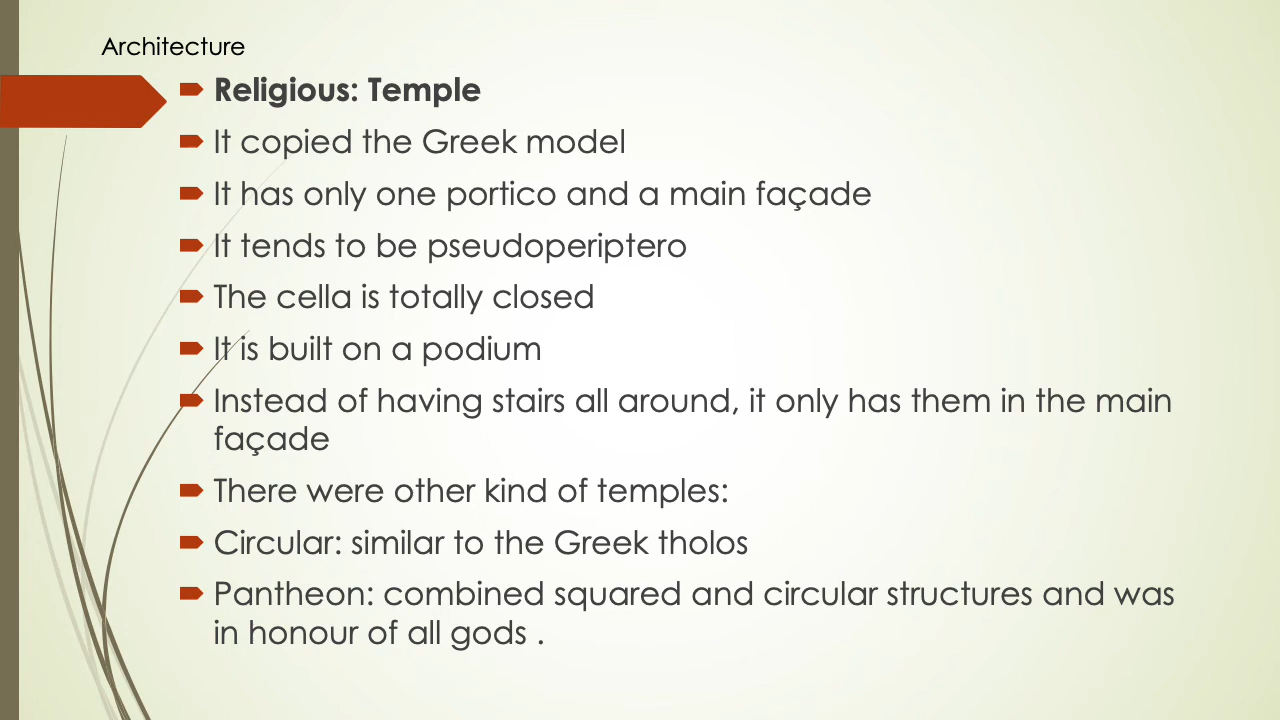 Architecture
Religious: Temple
It copied the Greek model
It has only one portico and a main façade
It tends to be pseudoperiptero
The cella is totally closed
It is built on a podium
Instead of having stairs all around, it only has them in the main
façade
There were other kind of temples:
Circular: similar to the Greek tholos
Pantheon: combined squared and circular structures and was
in honour of all gods .